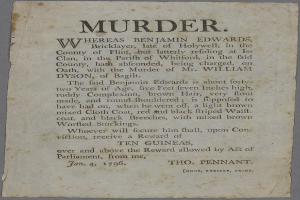 MURDER.
WHEREAS BENJAMIN EDWARDS,
Bricklayer, late of Holywell, in the
County of Flint, but latterly residing at Is
Clan, in the Parish of Whitford, in the said
County, hath absconded, being charged, on
Oath, with the Murder of Mr. WILLIAM
DYSON, of Bagilt.
The said Benjamin Edwards is about forty-
two Years of Age, five Feet seven Inches high,
ruddy Complexion, brown Hair, very stout
made, and round-shouldered; is supposed to
have had on, when he went off, a light brown
mixed Cloth Coat, red and black
coat, and black Breeches, with mixed brown
Worsted Stockings.
Whoever will secure him shall, upon Con-
viction, receive a Reward of
TEN GUINEAS,
over and above the Reward allowed by Act of
Parliament, from me,
Jan. 4, 1796. THO. PENNANT.
PRINTER,